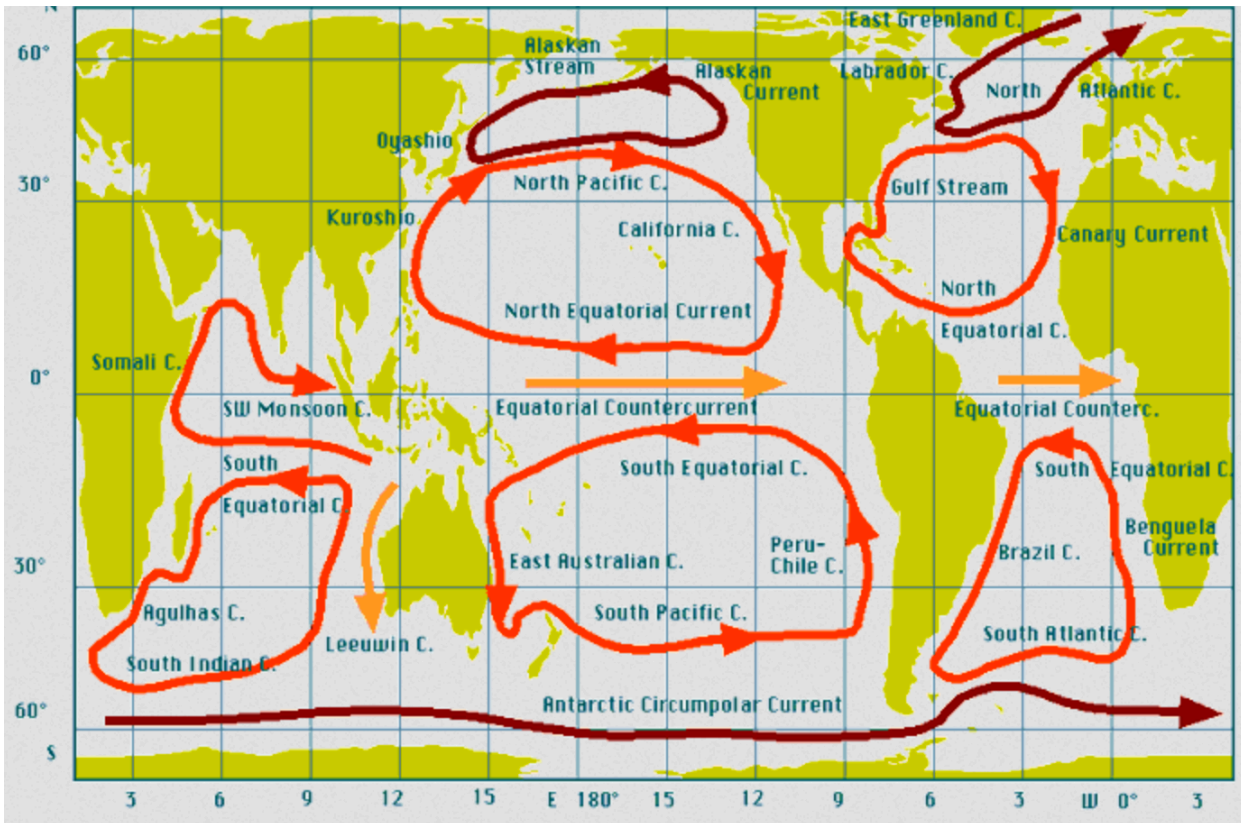 N
East Greenland C.
60°
Alaskan
Stream
Alaskan
Current
Labrador C.
North
Atlantic C.
Oyashio
30°
North Pacific C.
Gulf Stream
Kuroshio
California C.
Canary Current
North
North Equatorial Current
Equatorial C.
Somali C.
0°
SW Monsoon C.
Equatorial Countercurrent
Equatorial Counterc.
South
South Equatorial C.
South Equatorial C.
Equatorial C.
Benguela
Current
Peru-
Chile C.
Brazil C.
East Australian C.
30°
Agulhas C.
South Pacific C.
South Atlantic C.
Leeuwin C.
South Indian C.
60°
Antarctic Circumpolar Current
S
3 6 9 12 15 E 180° 15 12 9 6 3 W 0° 3